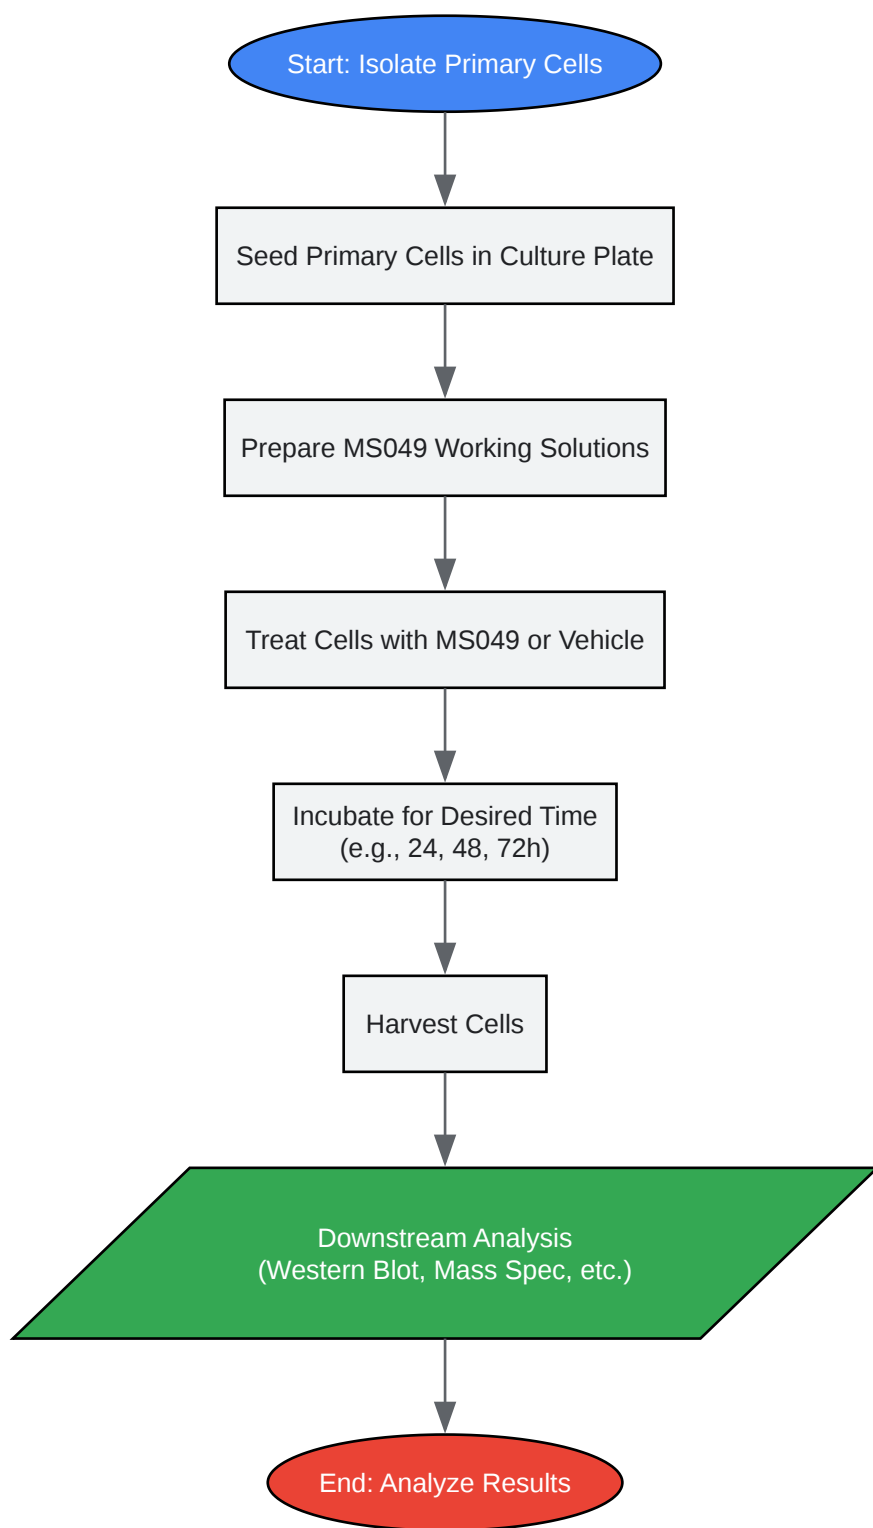 Start: Isolate Primary Cells
Seed Primary Cells in Culture Plate
Prepare MS049 Working Solutions
Treat Cells with MS049 or Vehicle
Incubate for Desired Time
(e.g., 24, 48, 72h)
Harvest Cells
Downstream Analysis
(Western Blot, Mass Spec, etc.)
End: Analyze Results